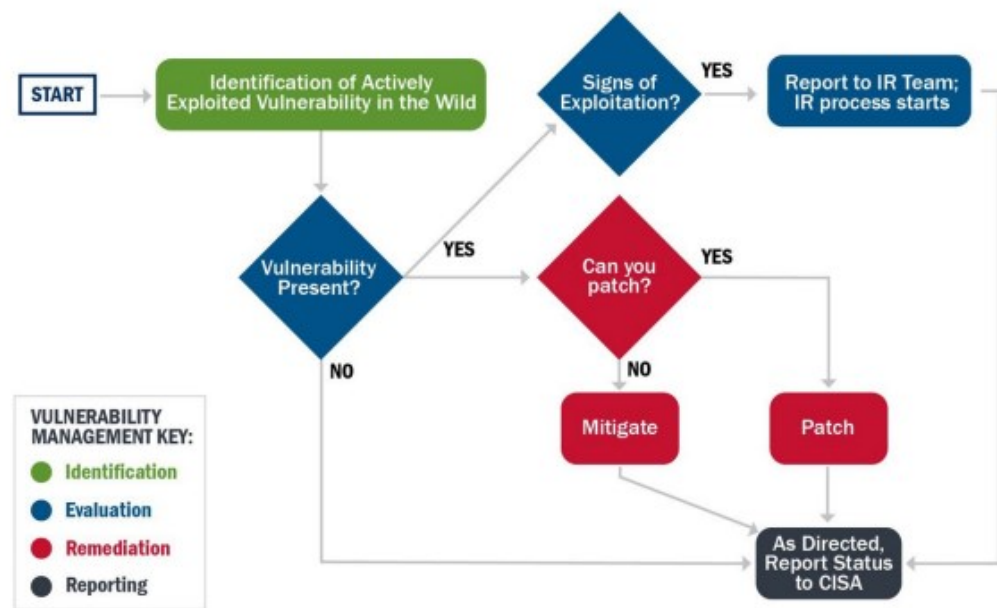 START
Identification of Actively
Exploited Vulnerability in the Wild
Signs of
Exploitation?
YES
Report to IR Team;
IR process starts
Vulnerability
Present?
YES
Can you
patch?
YES
NO
NO
Mitigate
Patch
As Directed,
Report Status
to CISA
VULNERABILITY
MANAGEMENT KEY:
Identification
Evaluation
Remediation
Reporting